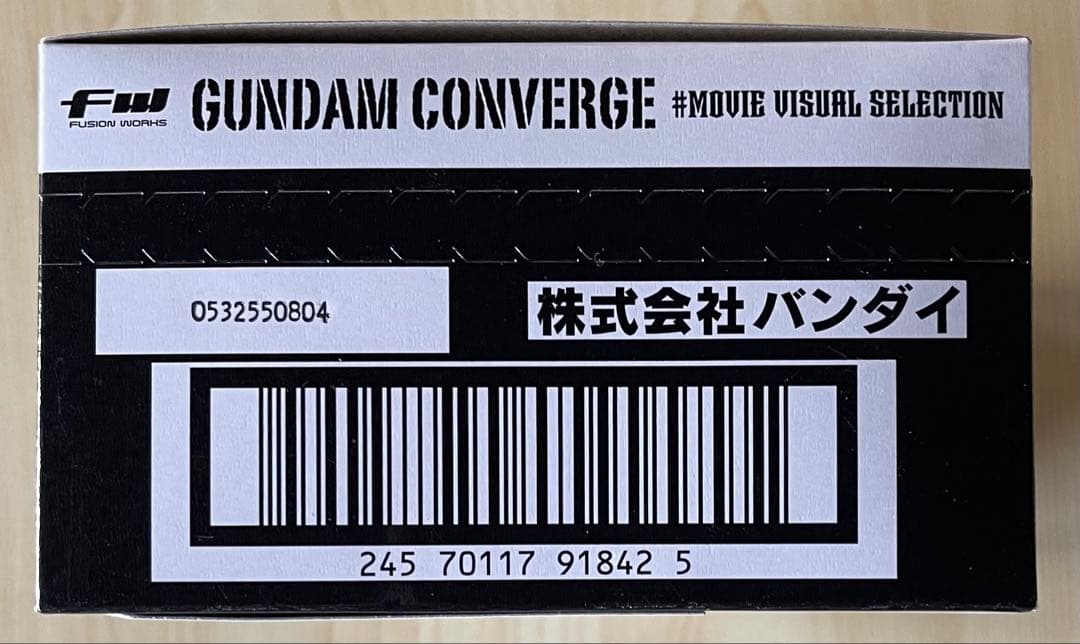 FW
FUSION WORKS
GUNDAM CONVERGE #MOVIE VISUAL SELECTION
0532550804
株式会社バンダイ
245 70117 91842 5